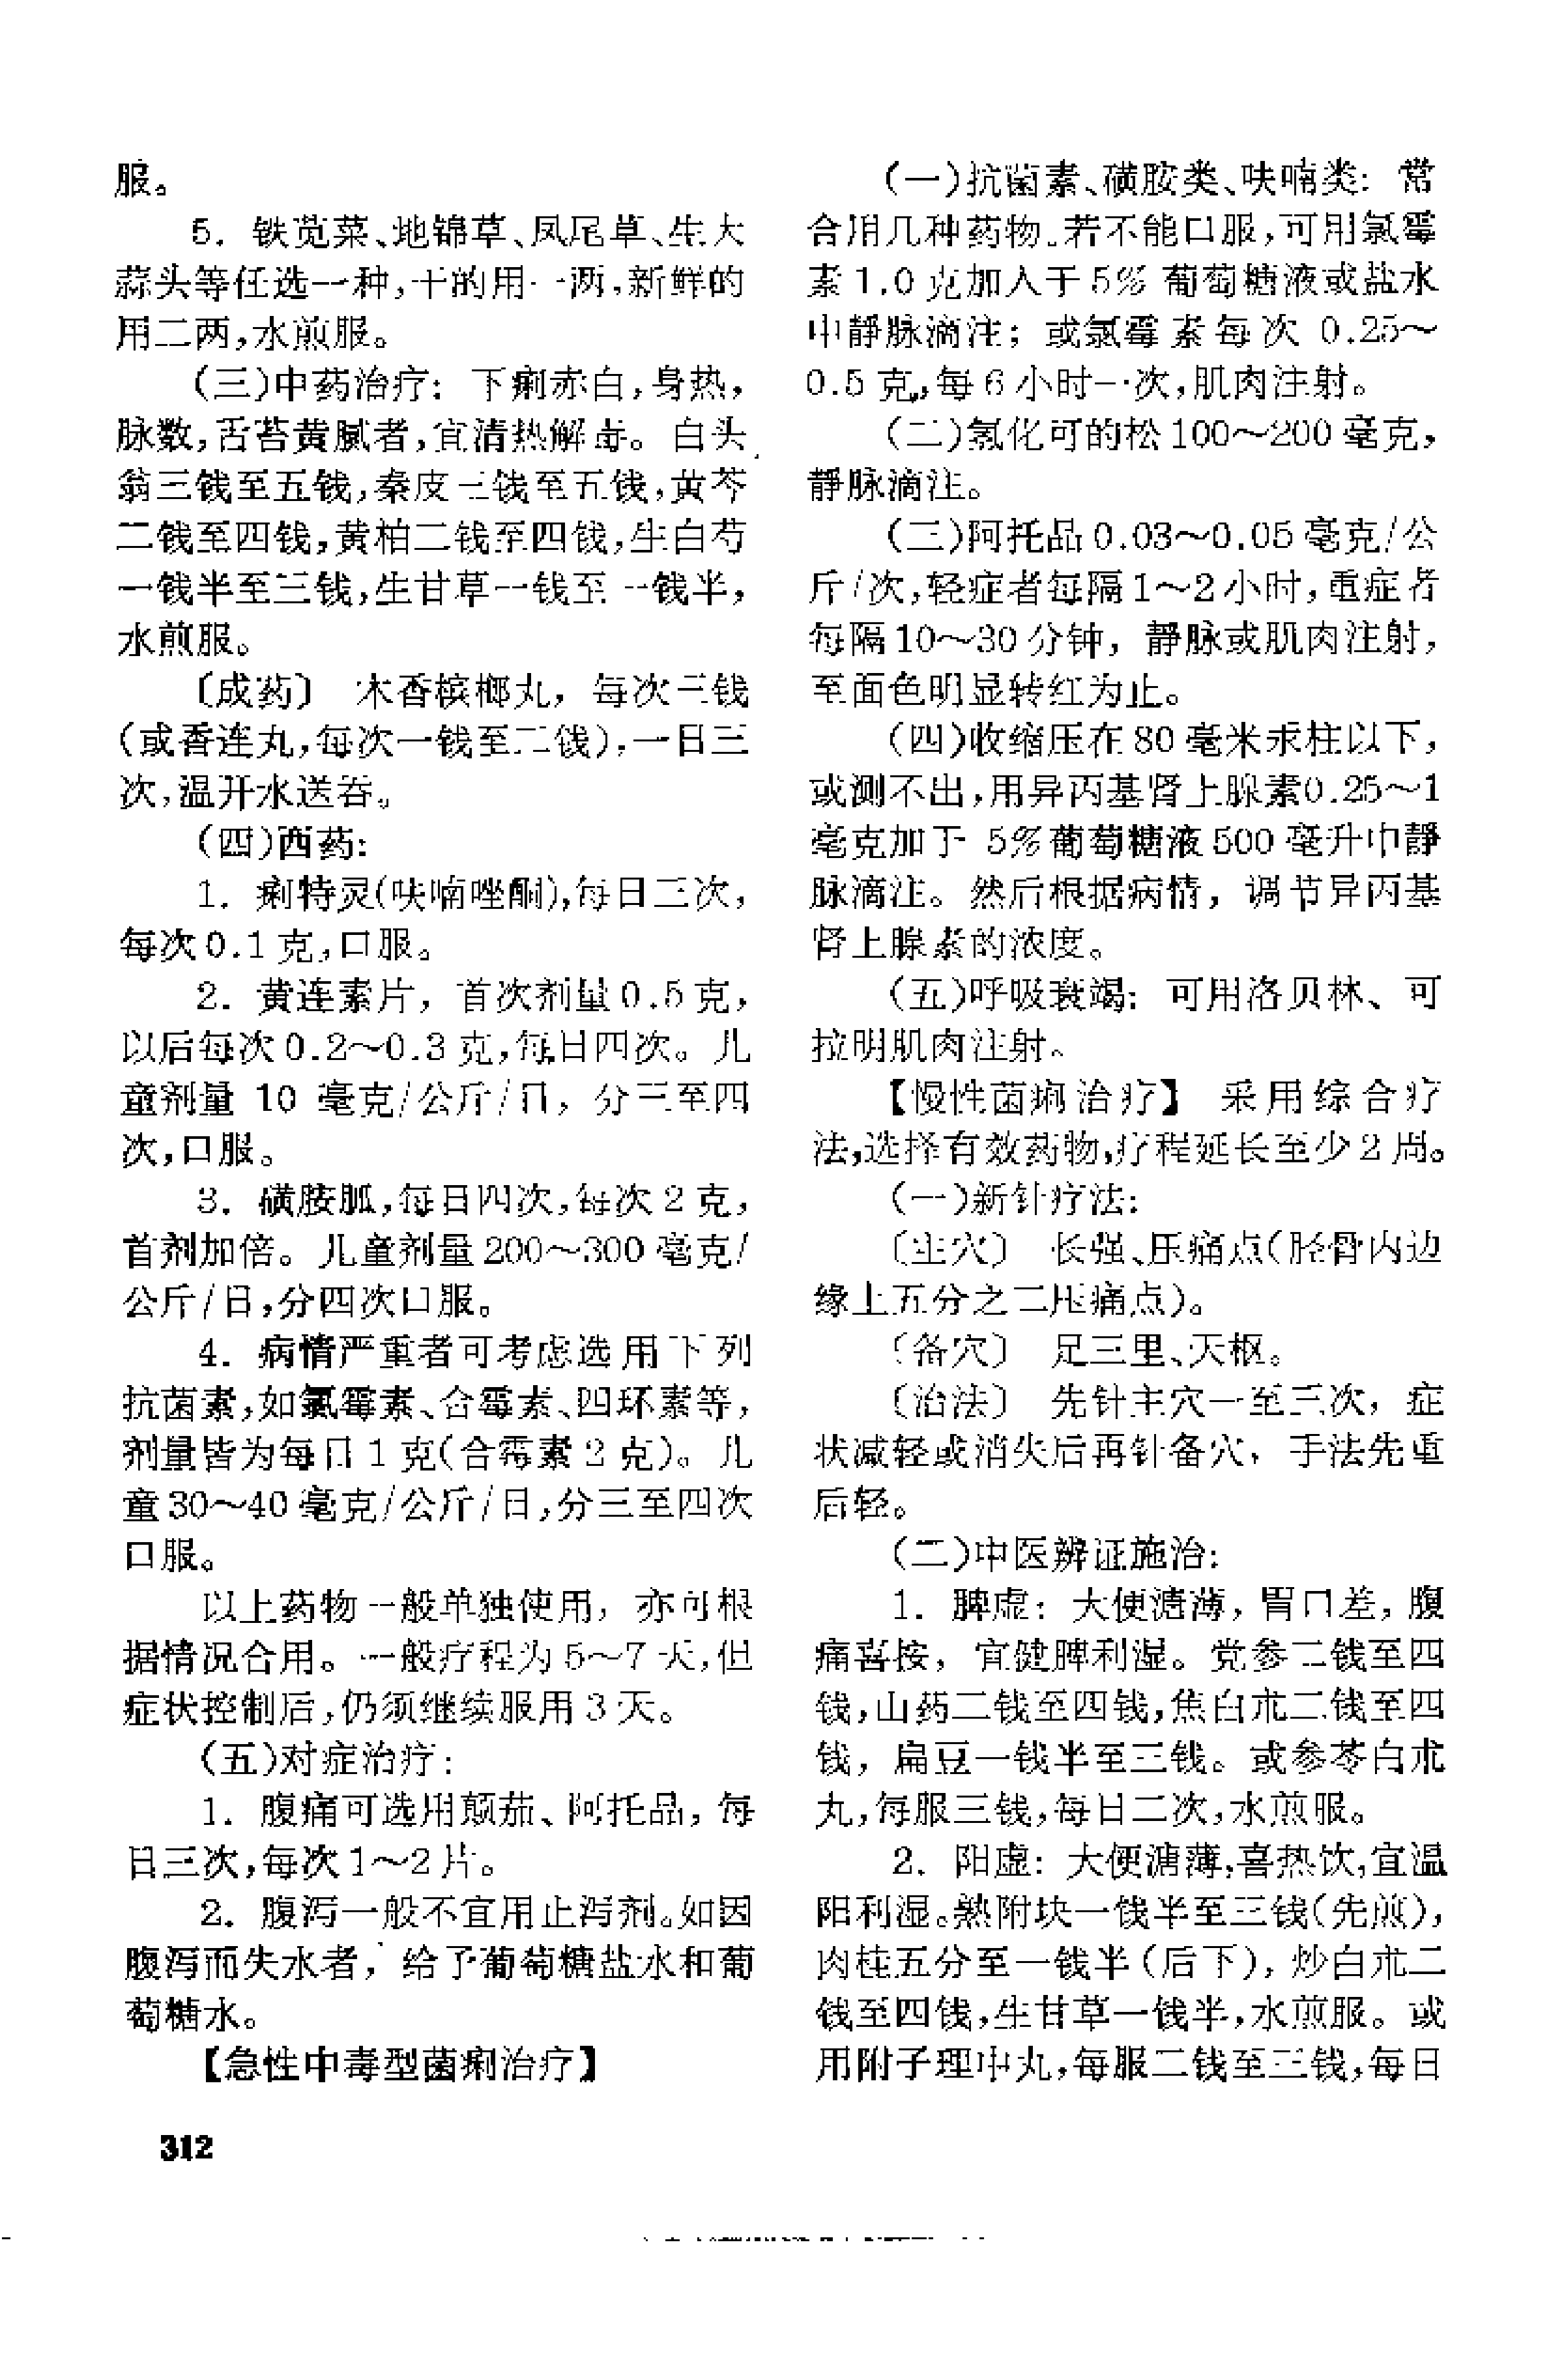 服。
5. 铁苋菜、地锦草、凤尾草、生大
蒜头等任选一种,干的用一两,新鲜的
用二两,水煎服。
(三)中药治疗: 下痢赤白,身热,
脉数,舌苔黄腻者,宜清热解毒。白头
翁三钱至五钱,秦皮三钱至五钱,黄芩
二钱至四钱,黄柏二钱至四钱,生白芍
一钱半至三钱,生甘草一钱至一钱半,
水煎服。
〔成药〕 木香槟榔丸, 每次三钱
(或香连丸,每次一钱至二钱),一日三
次,温开水送吞。
(四)西药:
1. 痢特灵(呋喃唑酮),每日三次,
每次0.1克,口服。
2. 黄连素片, 首次剂量0.5克,
以后每次0.2～0.3克,每日四次。儿
童剂量 10 毫克/公斤/日, 分三至四
次,口服。
3. 磺胺胍,每日四次,每次2克,
首剂加倍。儿童剂量200～300毫克/
公斤/日,分四次口服。
4. 病情严重者可考虑选用下列
抗菌素,如氯霉素、合霉素、四环素等,
剂量皆为每日1克(合霉素2克)。儿
童30～40毫克/公斤/日,分三至四次
口服。
以上药物一般单独使用, 亦可根
据情况合用。一般疗程为5～7天,但
症状控制后,仍须继续服用3天。
(五)对症治疗:
1. 腹痛可选用颠茄、阿托品, 每
日三次,每次1～2片。
2. 腹泻一般不宜用止泻剂。如因
腹泻而失水者, 给予葡萄糖盐水和葡
萄糖水。
【急性中毒型菌痢治疗】
(一)抗菌素、磺胺类、呋喃类: 常
合用几种药物。若不能口服,可用氯霉
素1.0克加入于5% 葡萄糖液或盐水
中静脉滴注; 或氯霉素每次 0.25～
0.5克,每6小时一次,肌肉注射。
(二)氢化可的松100～200毫克,
静脉滴注。
(三)阿托品0.03～0.05毫克/公
斤/次,轻症者每隔1～2小时,重症者
每隔10～30分钟, 静脉或肌肉注射,
至面色明显转红为止。
(四)收缩压在80毫米汞柱以下,
或测不出,用异丙基肾上腺素0.25～1
毫克加于 5%葡萄糖液500毫升中静
脉滴注。然后根据病情, 调节异丙基
肾上腺素的浓度。
(五)呼吸衰竭: 可用洛贝林、可
拉明肌肉注射。
【慢性菌痢治疗】 采用综合疗
法,选择有效药物,疗程延长至少2周。
(一)新针疗法:
〔主穴〕 长强、压痛点(胫骨内边
缘上五分之二压痛点)。
〔备穴〕 足三里、天枢。
〔治法〕 先针主穴一至三次, 症
状减轻或消失后再针备穴, 手法先重
后轻。
(二)中医辨证施治:
1. 脾虚: 大便溏薄, 胃口差, 腹
痛喜按, 宜健脾利湿。党参二钱至四
钱,山药二钱至四钱,焦白朮二钱至四
钱, 扁豆一钱半至三钱。或参苓白朮
丸,每服三钱,每日二次,水煎服。
2. 阳虚: 大便溏薄,喜热饮,宜温
阳利湿。熟附块一钱半至三钱(先煎),
肉桂五分至一钱半(后下), 炒白朮二
钱至四钱,生甘草一钱半,水煎服。或
用附子理中丸,每服二钱至三钱,每日
312